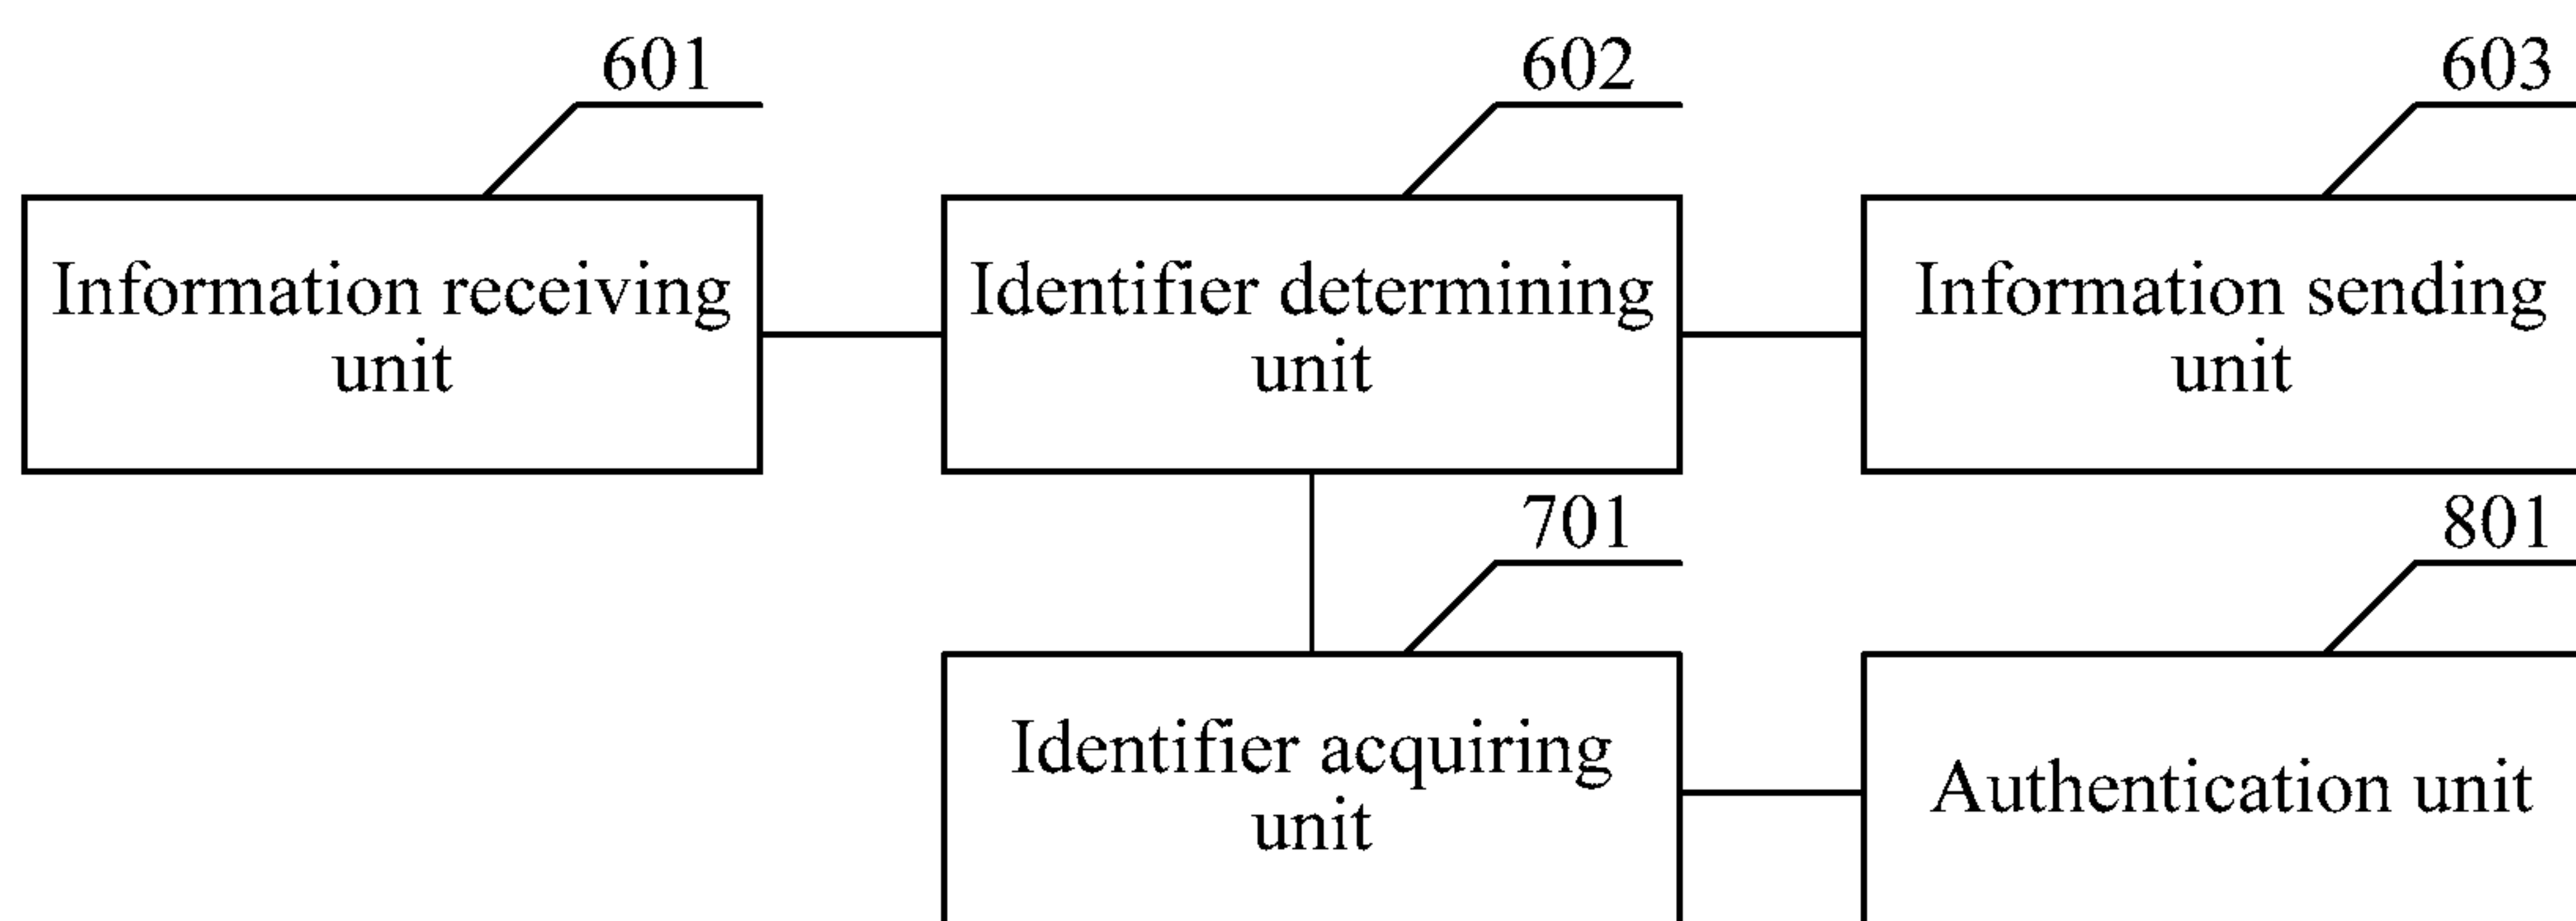 601
602
603
Information receiving
unit
Identifier determining
unit
Information sending
unit
701
801
Identifier acquiring
unit
Authentication unit